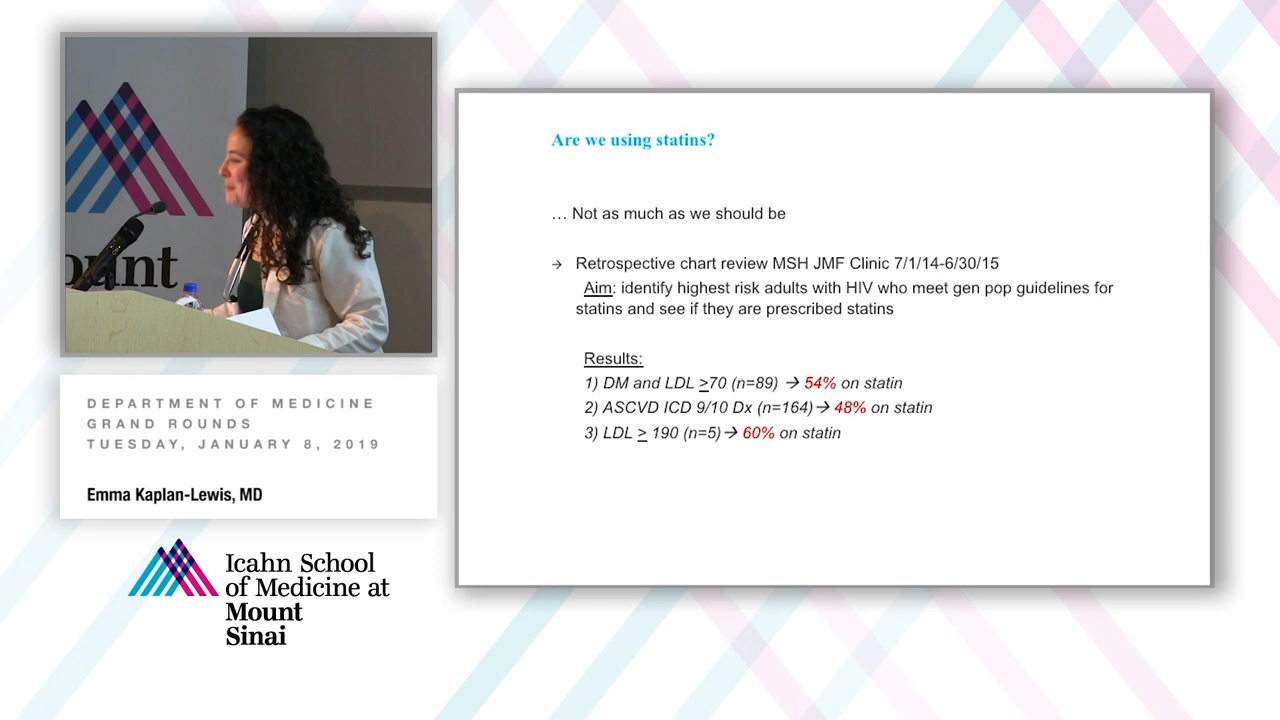 ount
DEPARTMENT OF MEDICINE
GRAND ROUNDS
TUESDAY, JANUARY 8, 2019
Emma Kaplan-Lewis, MD
Icahn School
of Medicine at
Mount
Sinai
Are we using statins?
… Not as much as we should be
→ Retrospective chart review MSH JMF Clinic 7/1/14-6/30/15
Aim: identify highest risk adults with HIV who meet gen pop guidelines for
statins and see if they are prescribed statins
Results:
1) DM and LDL ≥70 (n=89) → 54% on statin
2) ASCVD ICD 9/10 Dx (n=164)→ 48% on statin
3) LDL ≥ 190 (n=5)→ 60% on statin